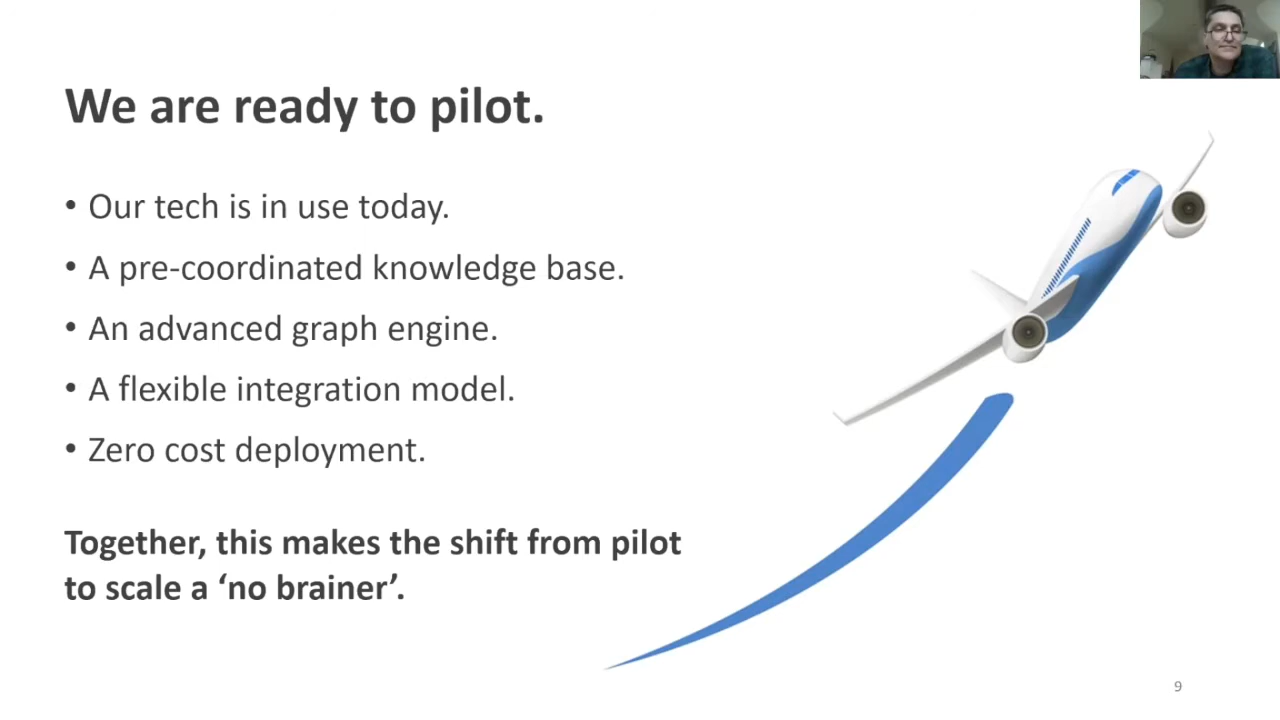 We are ready to pilot.
• Our tech is in use today.
• A pre-coordinated knowledge base.
• An advanced graph engine.
• A flexible integration model.
• Zero cost deployment.
Together, this makes the shift from pilot
to scale a ‘no brainer’.
9